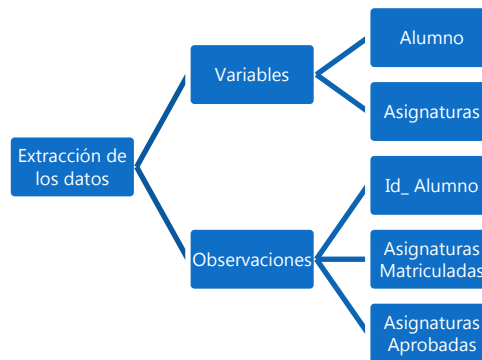 Alumno
Variables
Asignaturas
Extracción de
los datos
Id_ Alumno
Observaciones
Asignaturas
Matriculadas
Asignaturas
Aprobadas